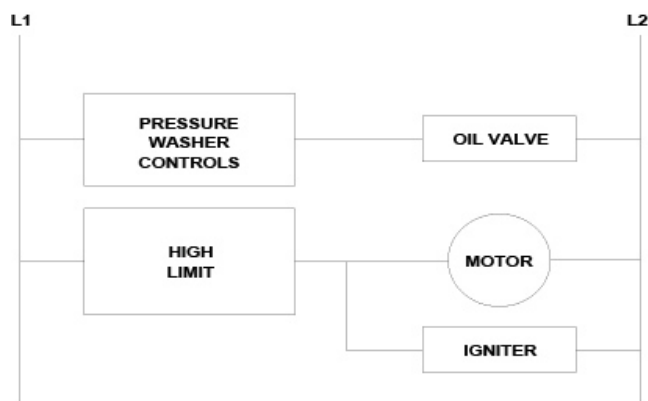 L1
L2
PRESSURE
WASHER
CONTROLS
OIL VALVE
HIGH
LIMIT
MOTOR
IGNITER